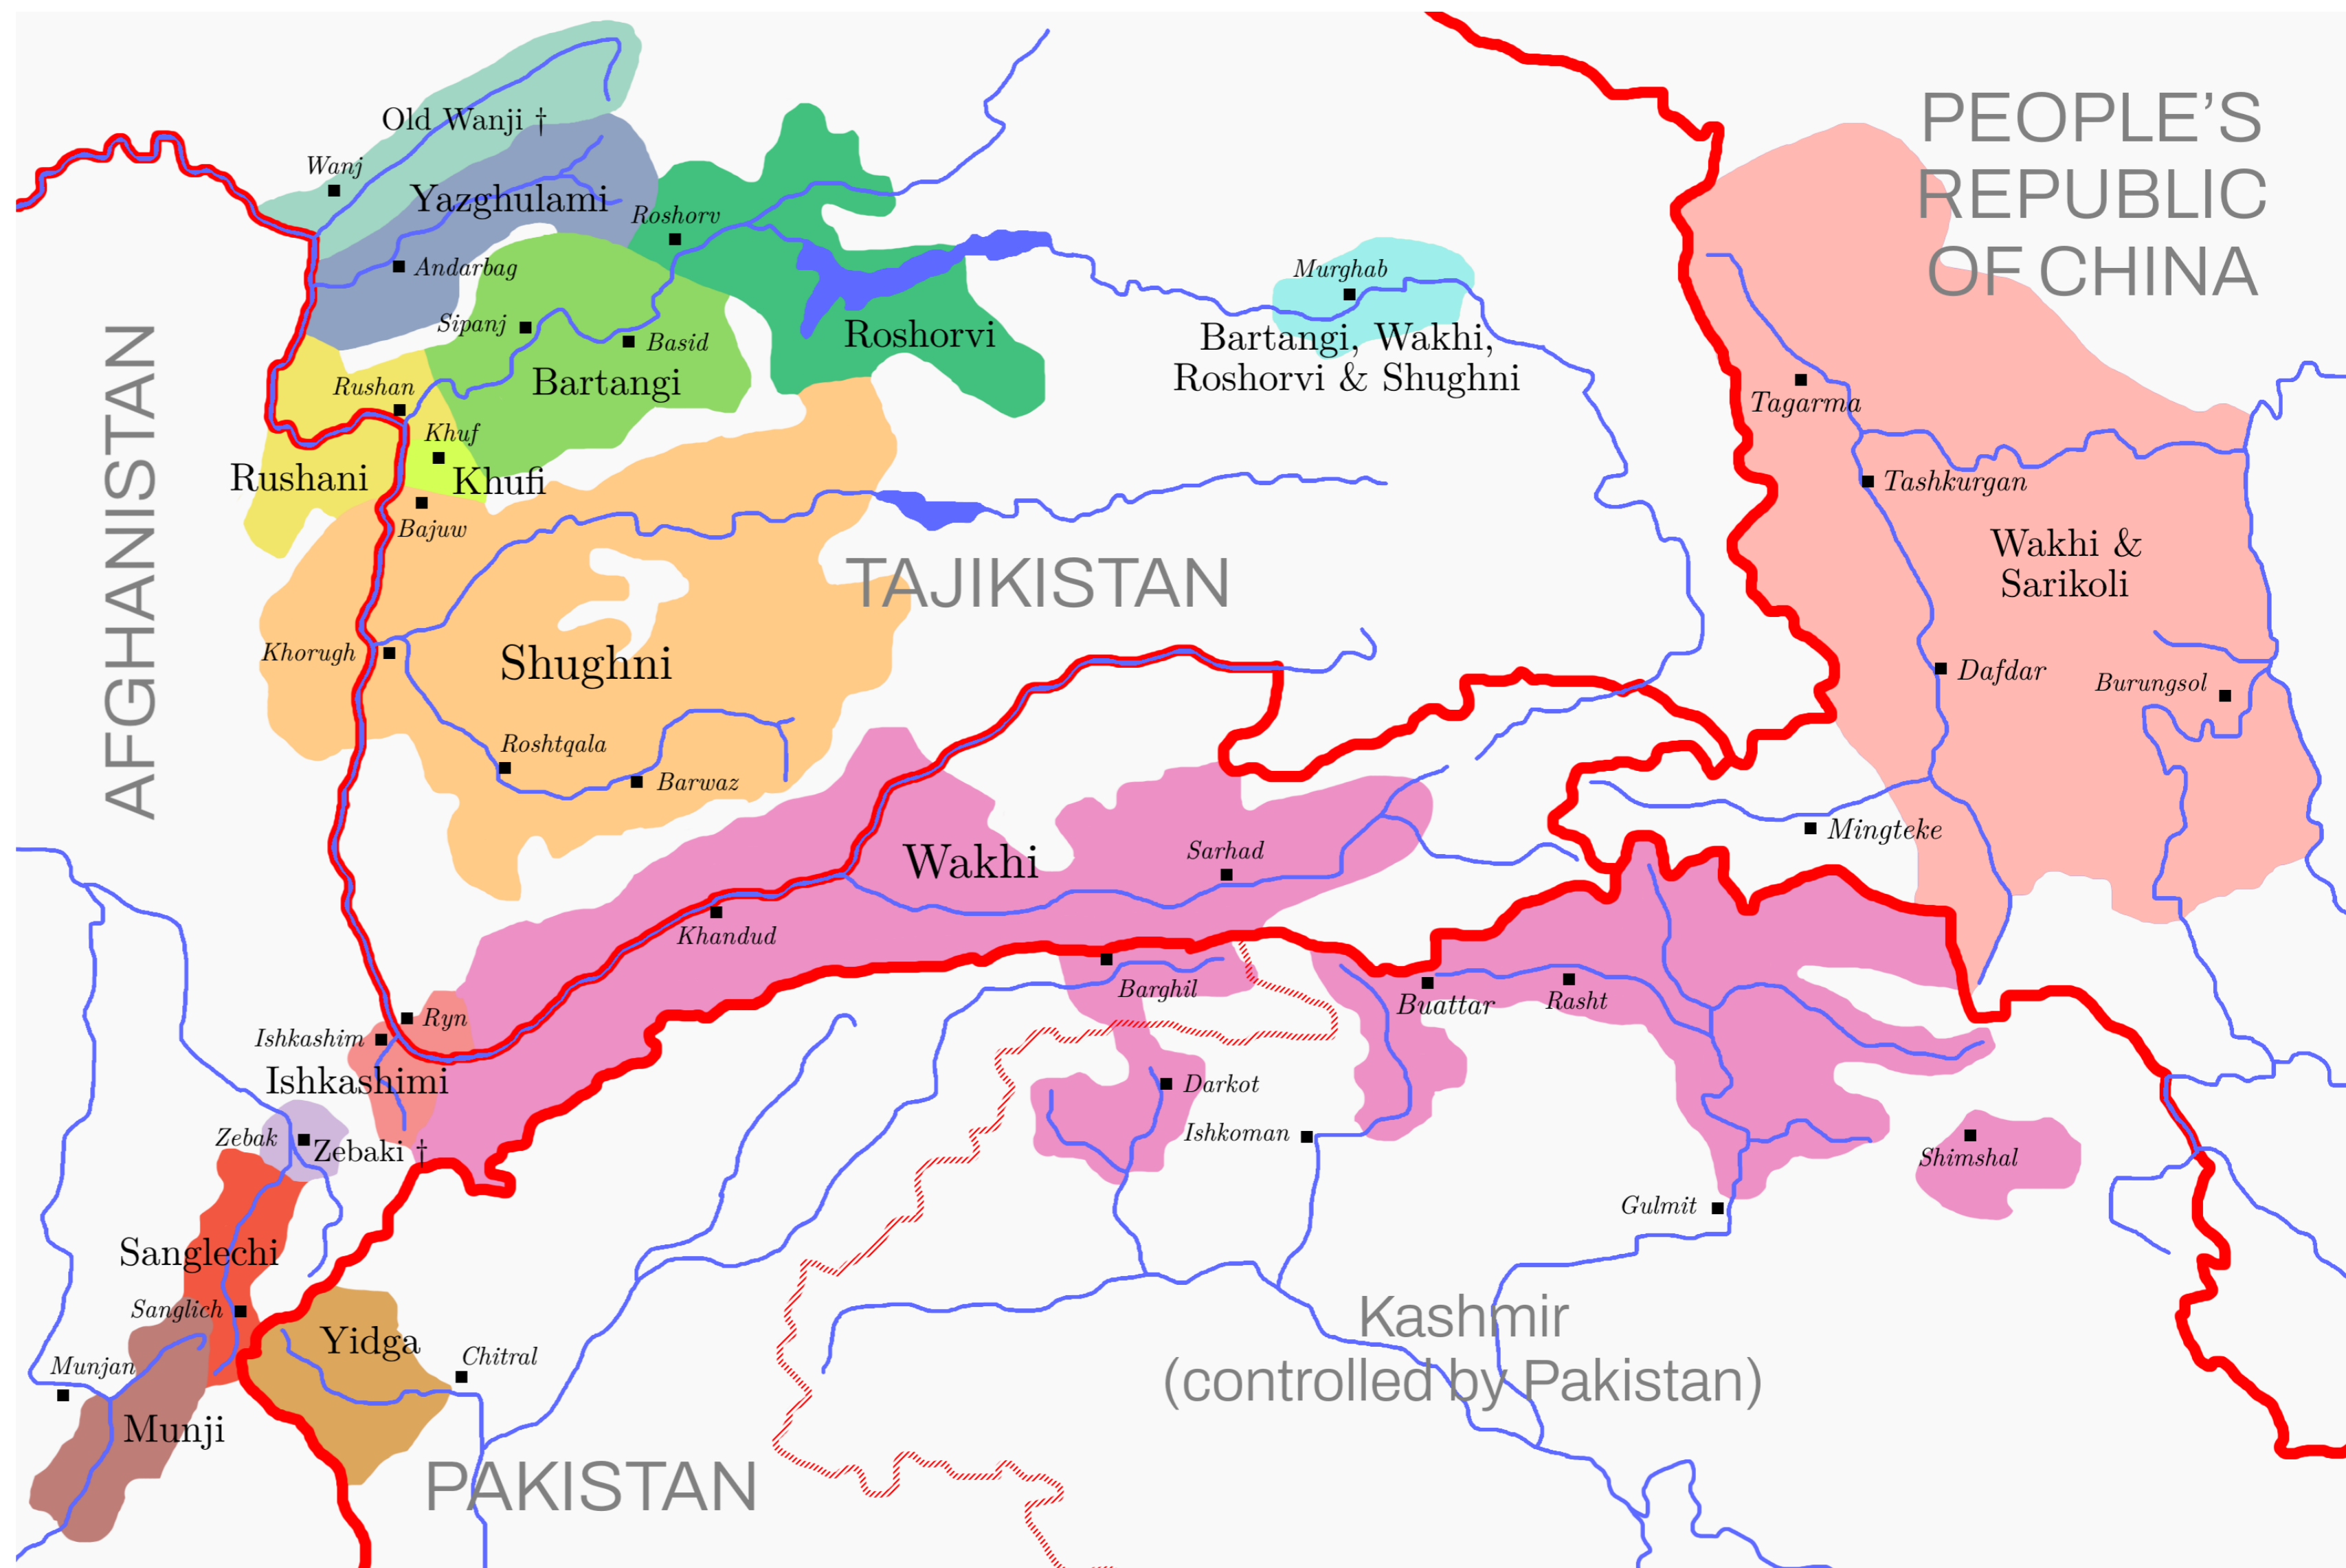 PEOPLE’S
REPUBLIC
OF CHINA
Old Wanji †
Wanj
Yazghulami
Roshorv
Andarbag
Murghab
Sipanj
Basid
Roshorvi
Bartangi, Wakhi,
Roshorvi & Shughni
Bartangi
Rushan
Tagarma
Khuf
Rushani
Khufi
Tashkurgan
Bajuw
AFGHANISTAN
TAJIKISTAN
Wakhi &
Sarikoli
Khorugh
Shughni
Dafdar
Burungsol
Roshtqala
Barwaz
Mingteke
Wakhi
Sarhad
Khandud
Barghil
Buattar
Rasht
Ryn
Ishkashim
Ishkashimi
Darkot
Zebak
Zebaki †
Ishkoman
Shimshal
Gulmit
Sanglechi
Sanglich
Yidga
Chitral
Munjan
Munji
Kashmir
(controlled by Pakistan)
PAKISTAN